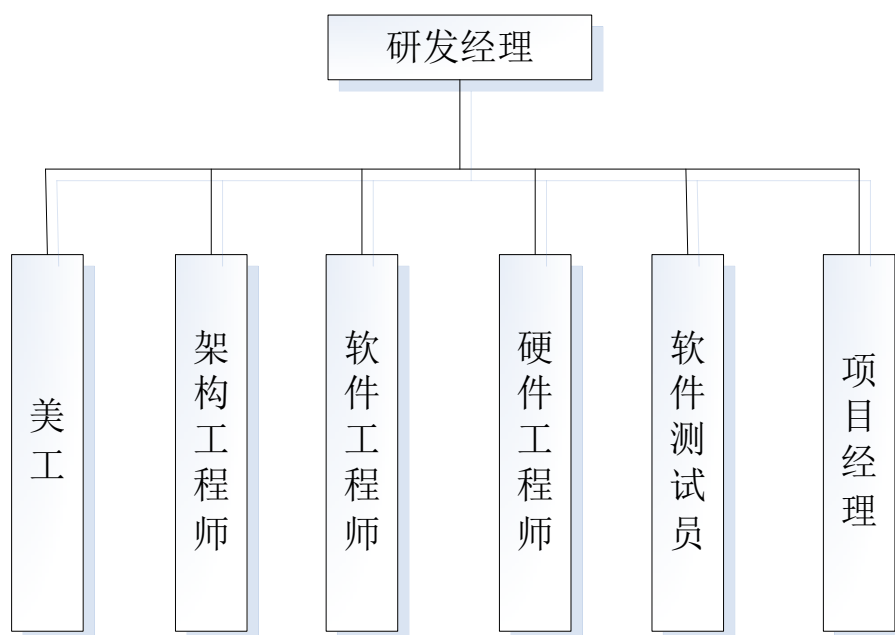 研发经理
美工
架构工程师
软件工程师
硬件工程师
软件测试员
项目经理